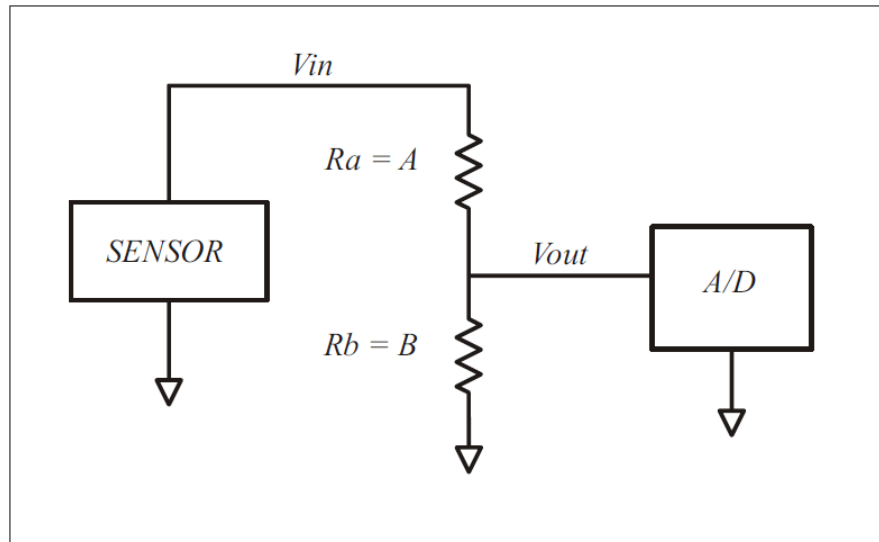 Vin
Ra = A
SENSOR
Vout
A/D
Rb = B